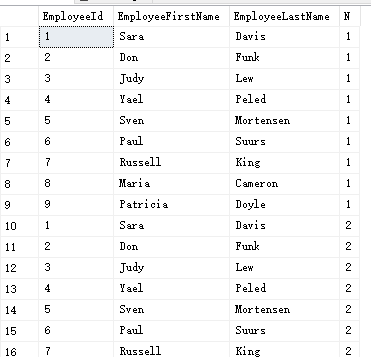 EmployeeId EmployeeFirstName EmployeeLastName N
1 1 Sara Davis 1
2 2 Don Funk 1
3 3 Judy Lew 1
4 4 Yael Peled 1
5 5 Sven Mortensen 1
6 6 Paul Suurs 1
7 7 Russell King 1
8 8 Maria Cameron 1
9 9 Patricia Doyle 1
10 1 Sara Davis 2
11 2 Don Funk 2
12 3 Judy Lew 2
13 4 Yael Peled 2
14 5 Sven Mortensen 2
15 6 Paul Suurs 2
16 7 Russell King 2